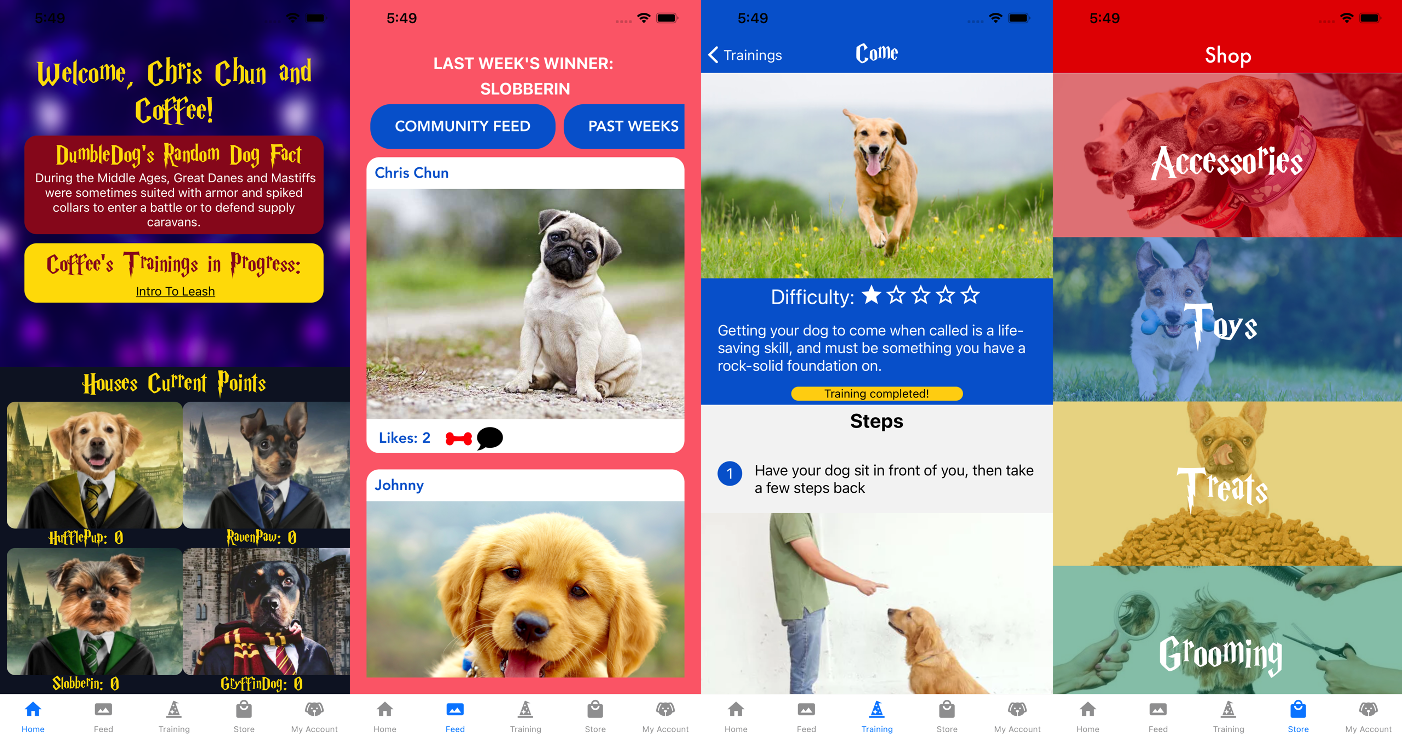 5:49
Welcome, Chris Chun and
Coffee!
DumbleDog's Random Dog Fact
During the Middle Ages, Great Danes and Mastiffs
were sometimes suited with armor and spiked
collars to enter a battle or to defend supply
caravans.
Coffee's Trainings in Progress:
Intro To Leash
Houses Current Points
HufflePup: 0
RavenPaw: 0
Slobberin: 0
GryffinDog: 0
Home
Feed
Training
Store
My Account
5:49
LAST WEEK'S WINNER:
SLOBBERIN
COMMUNITY FEED
PAST WEEKS
Chris Chun
Likes: 2
Johnny
Home
Feed
Training
Store
My Account
5:49
Trainings
Come
Difficulty:
Getting your dog to come when called is a life-
saving skill, and must be something you have a
rock-solid foundation on.
Training completed!
Steps
1
Have your dog sit in front of you, then take
a few steps back
Home
Feed
Training
Store
My Account
5:49
Shop
Accessories
Toys
Treats
Grooming
Home
Feed
Training
Store
My Account